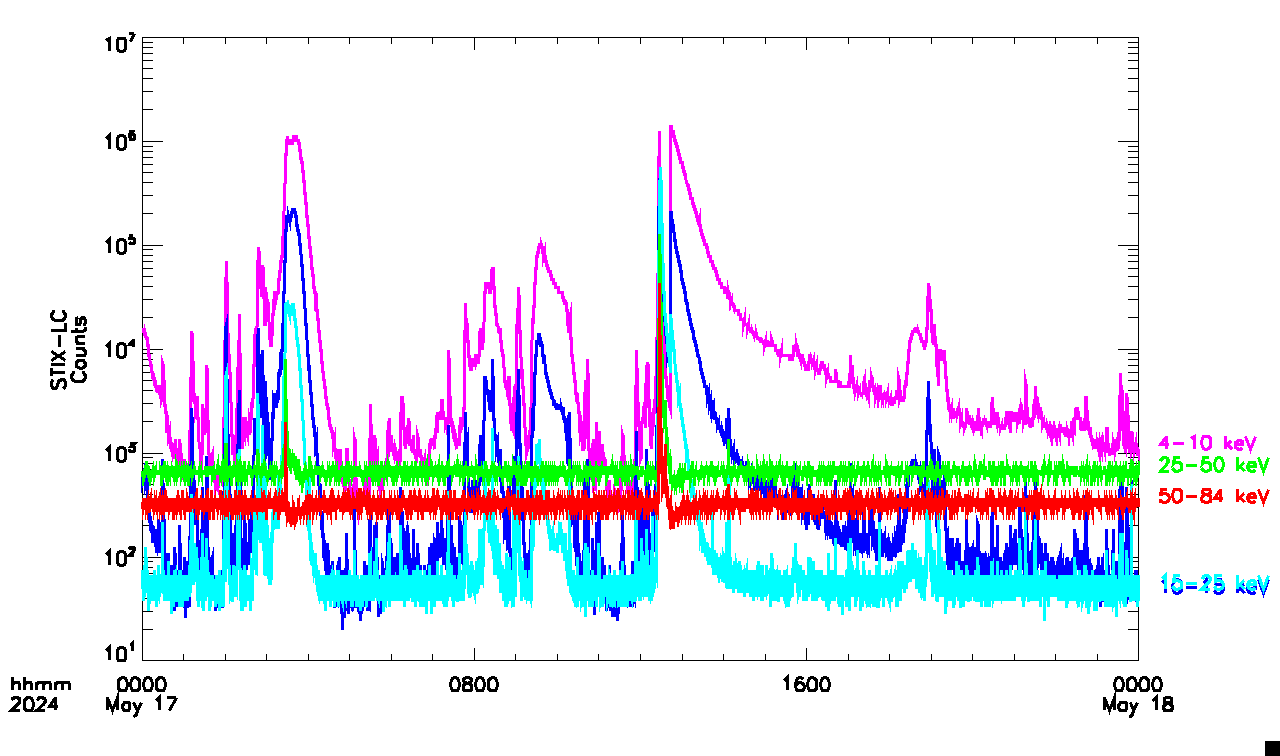 10⁷
10⁶
10⁵
10⁴
10³
10²
10¹
STIX-LC
Counts
4-10 keV
25-50 keV
50-84 keV
15-25 keV
hhmm 0000 0800 1600 0000
2024 May 17 May 18